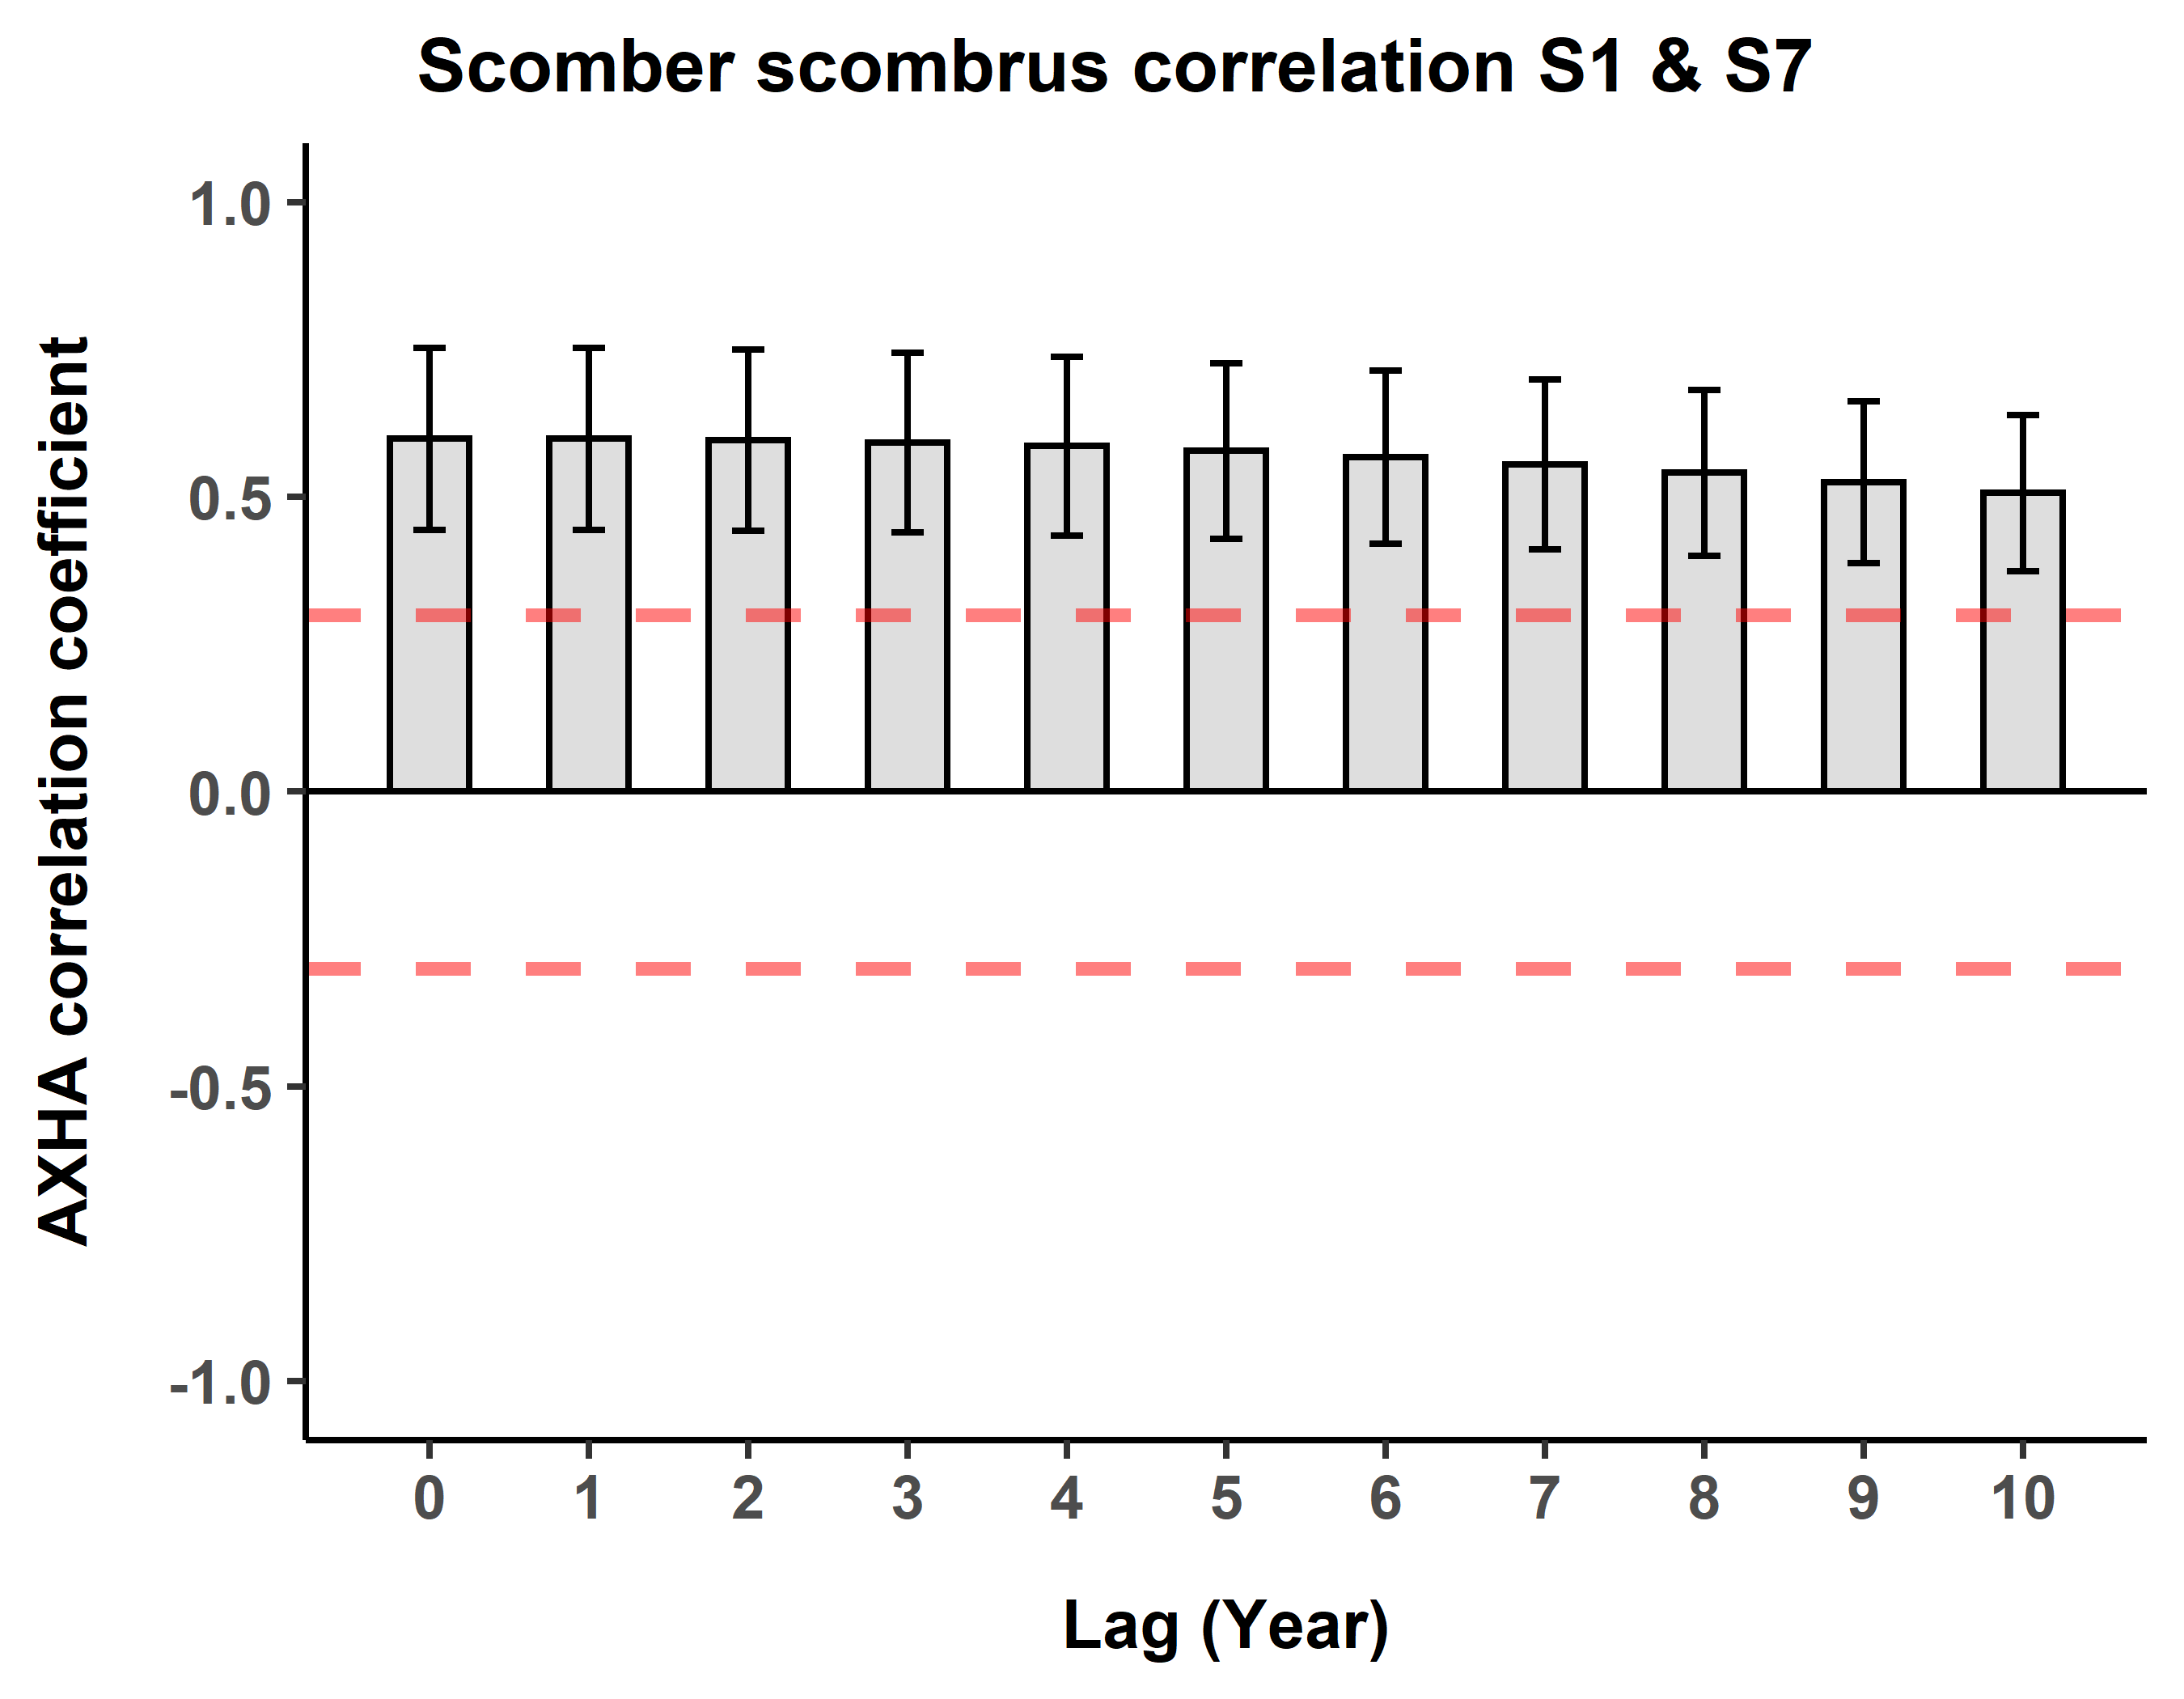 Scomber scombrus correlation S1 & S7
AXHA correlation coefficient
1.0
0.5
0.0
-0.5
-1.0
0 1 2 3 4 5 6 7 8 9 10
Lag (Year)